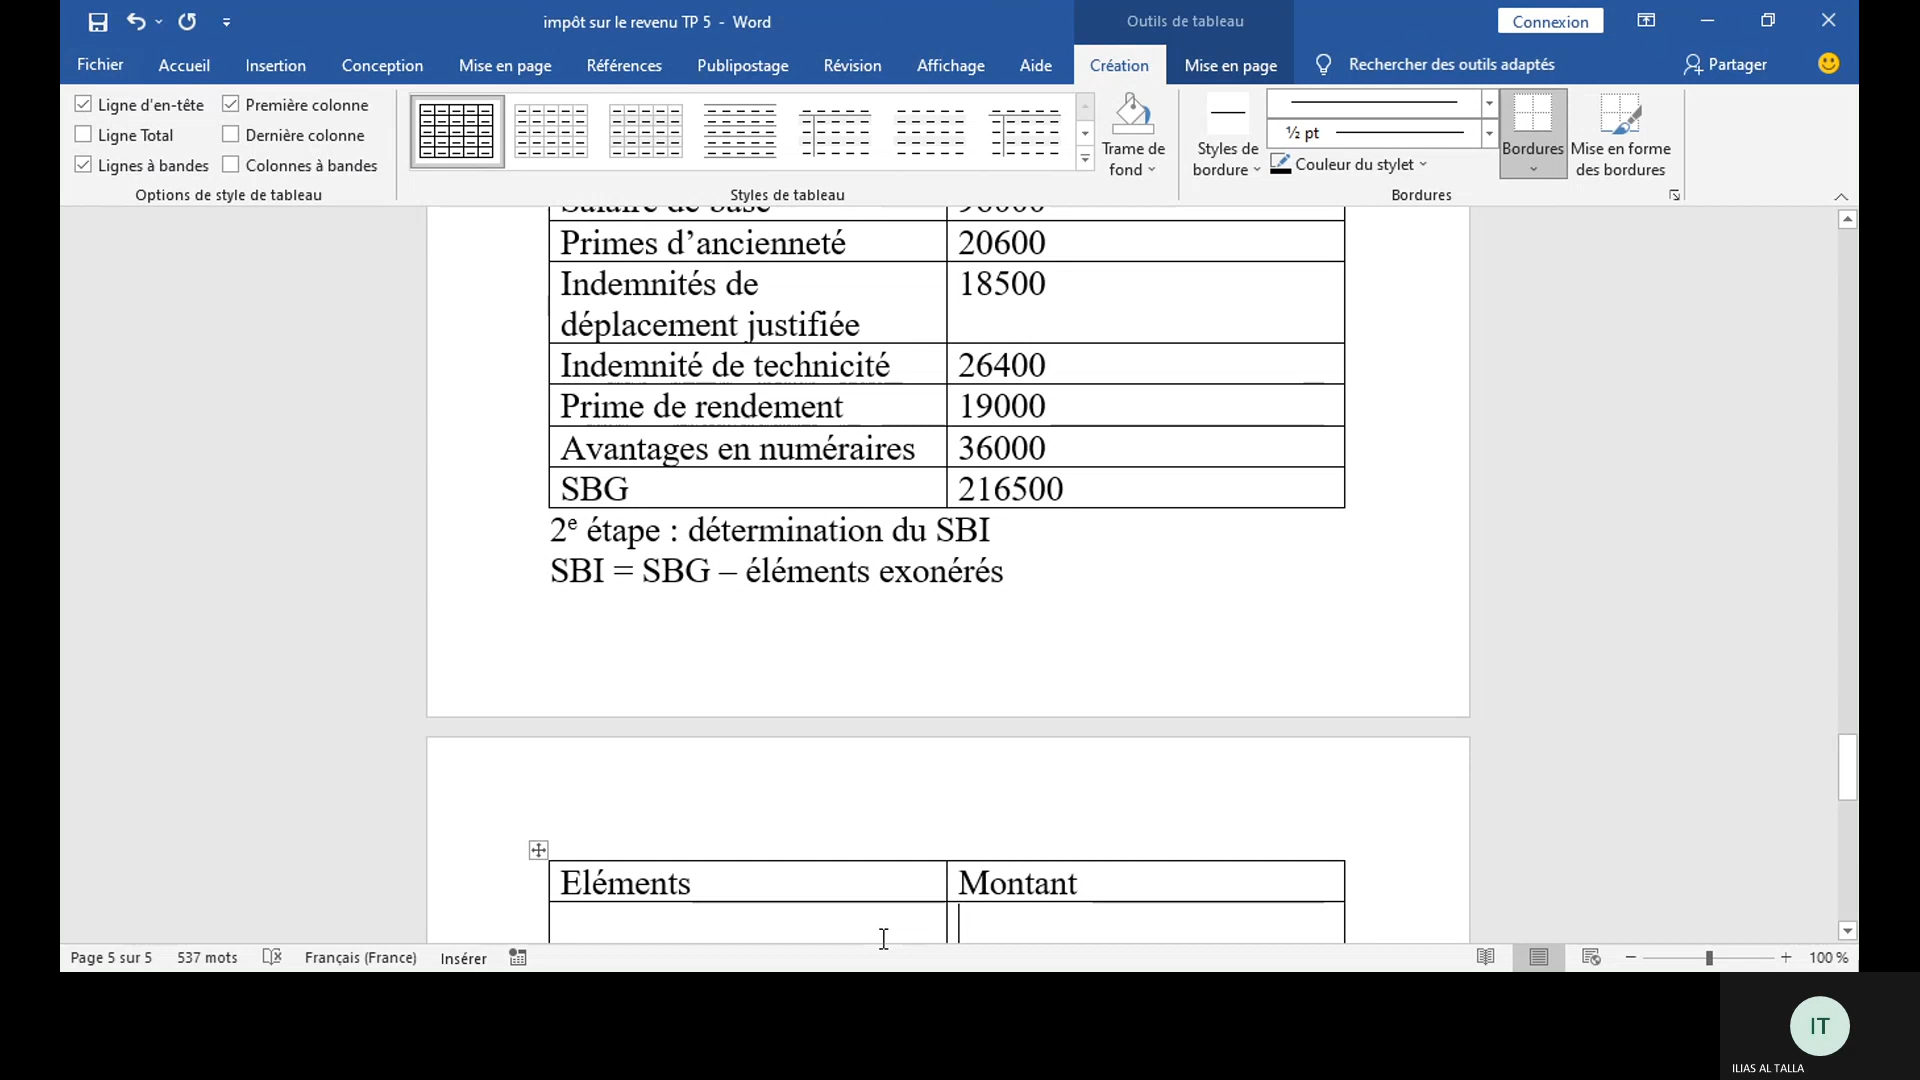 impôt sur le revenu TP 5 - Word
Outils de tableau
Connexion
Fichier
Accueil
Insertion
Conception
Mise en page
Références
Publipostage
Révision
Affichage
Aide
Création
Mise en page
Rechercher des outils adaptés
Partager
Ligne d'en-tête
Première colonne
Ligne Total
Dernière colonne
Lignes à bandes
Colonnes à bandes
Options de style de tableau
Styles de tableau
Trame de
fond
Styles de
bordure
½ pt
Couleur du stylet
Bordures
Mise en forme
des bordures
Bordures
Salaire de base 96000
Primes d’ancienneté 20600
Indemnités de 18500
déplacement justifiée
Indemnité de technicité 26400
Prime de rendement 19000
Avantages en numéraires 36000
SBG 216500
2e étape : détermination du SBI
SBI = SBG – éléments exonérés
Eléments Montant
Page 5 sur 5
537 mots
Français (France)
Insérer
100 %
IT
ILIAS AL TALLA